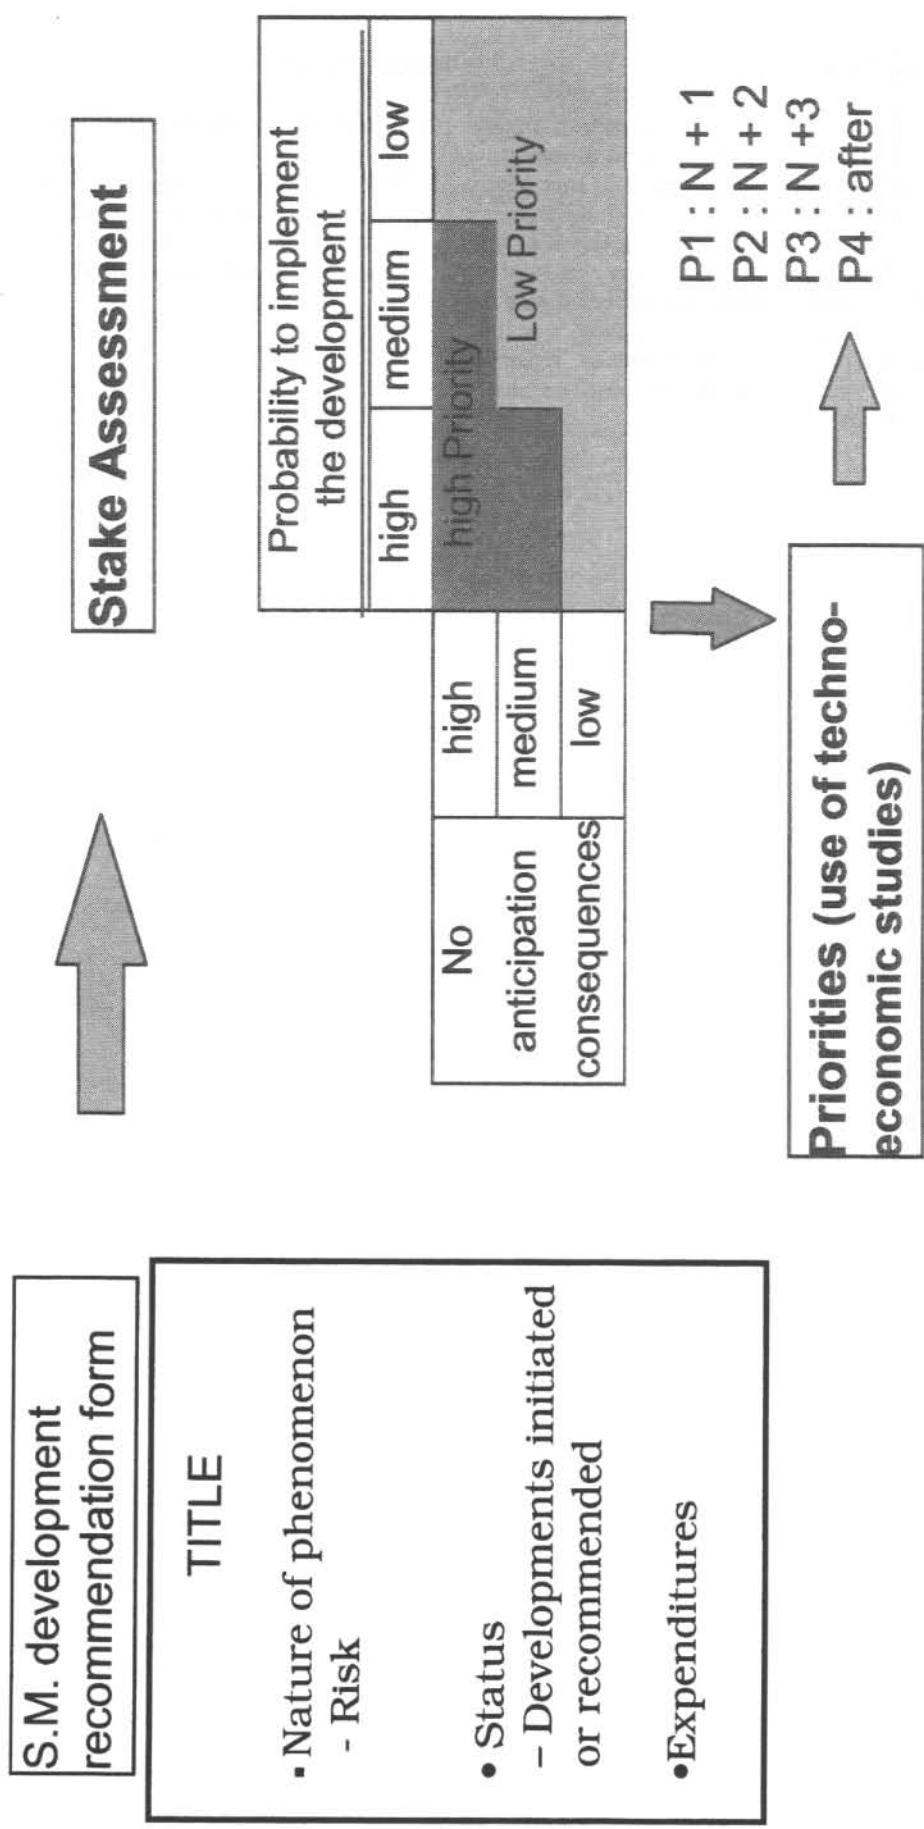 S.M. development
recommendation form
TITLE
▪ Nature of phenomenon
- Risk
• Status
– Developments initiated
or recommended
•Expenditures
Stake Assessment
Probability to implement
the development
high
medium
low
No
anticipation
consequences
high
medium
low
high Priority
Low Priority
Priorities (use of techno-
economic studies)
P1 : N + 1
P2 : N + 2
P3 : N +3
P4 : after